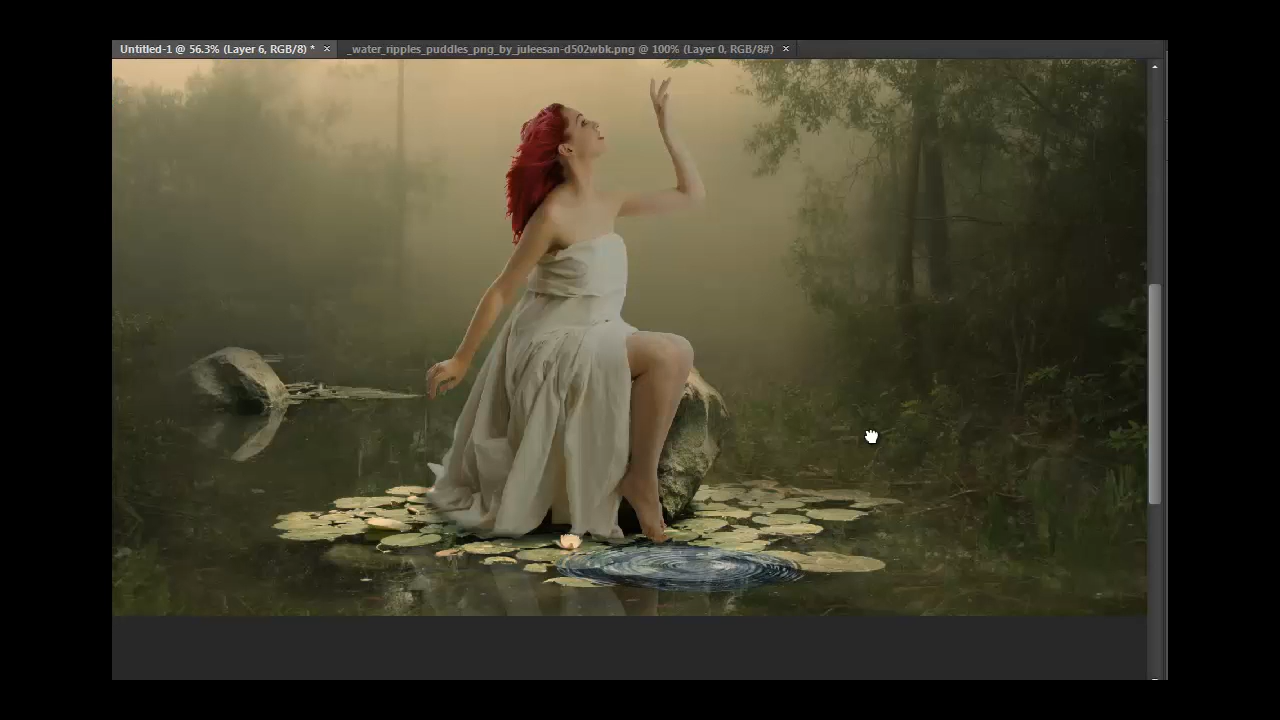 Untitled-1 @ 56.3% (Layer 6, RGB/8) * ×
_water_ripples_puddles_png_by_juleesan-d502wbk.png @ 100% (Layer 0, RGB/8#) ×